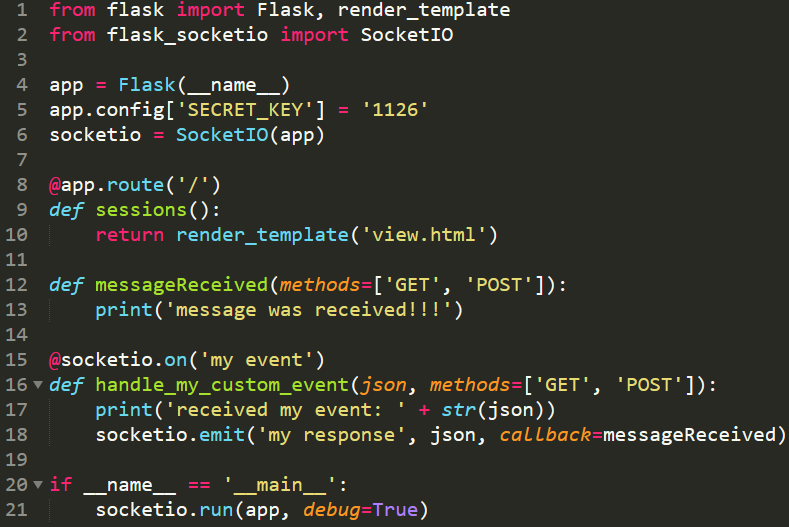 1 from flask import Flask, render_template
2 from flask_socketio import SocketIO
3
4 app = Flask(__name__)
5 app.config['SECRET_KEY'] = '1126'
6 socketio = SocketIO(app)
7
8 @app.route('/')
9 def sessions():
10     return render_template('view.html')
11
12 def messageReceived(methods=['GET', 'POST']):
13     print('message was received!!!')
14
15 @socketio.on('my event')
16 def handle_my_custom_event(json, methods=['GET', 'POST']):
17     print('received my event: ' + str(json))
18     socketio.emit('my response', json, callback=messageReceived)
19
20 if __name__ == '__main__':
21     socketio.run(app, debug=True)